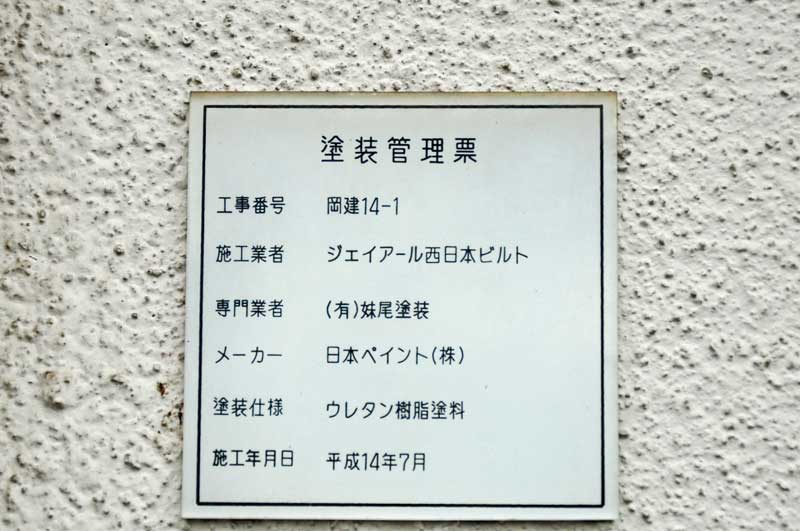 塗装管理票
工事番号 岡建14-1
施工業者 ジェイアール西日本ビルト
専門業者 (有)妹尾塗装
メーカー 日本ペイント(株)
塗装仕様 ウレタン樹脂塗料
施工年月日 平成14年7月